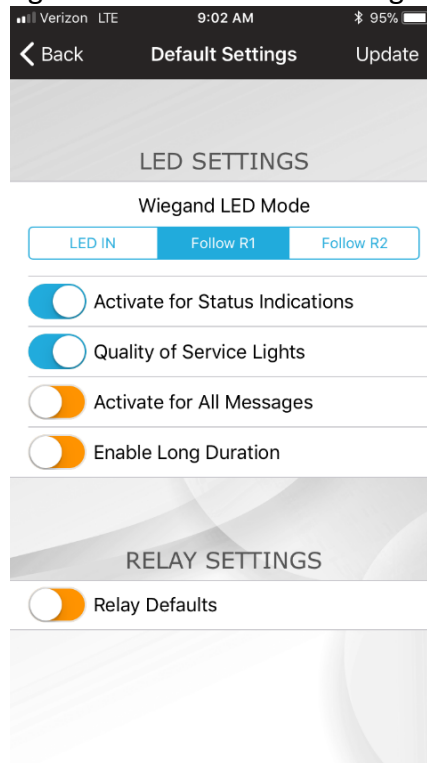 Verizon LTE 9:02 AM 95%
Back Default Settings Update
LED SETTINGS
Wiegand LED Mode
LED IN Follow R1 Follow R2
Activate for Status Indications
Quality of Service Lights
Activate for All Messages
Enable Long Duration
RELAY SETTINGS
Relay Defaults